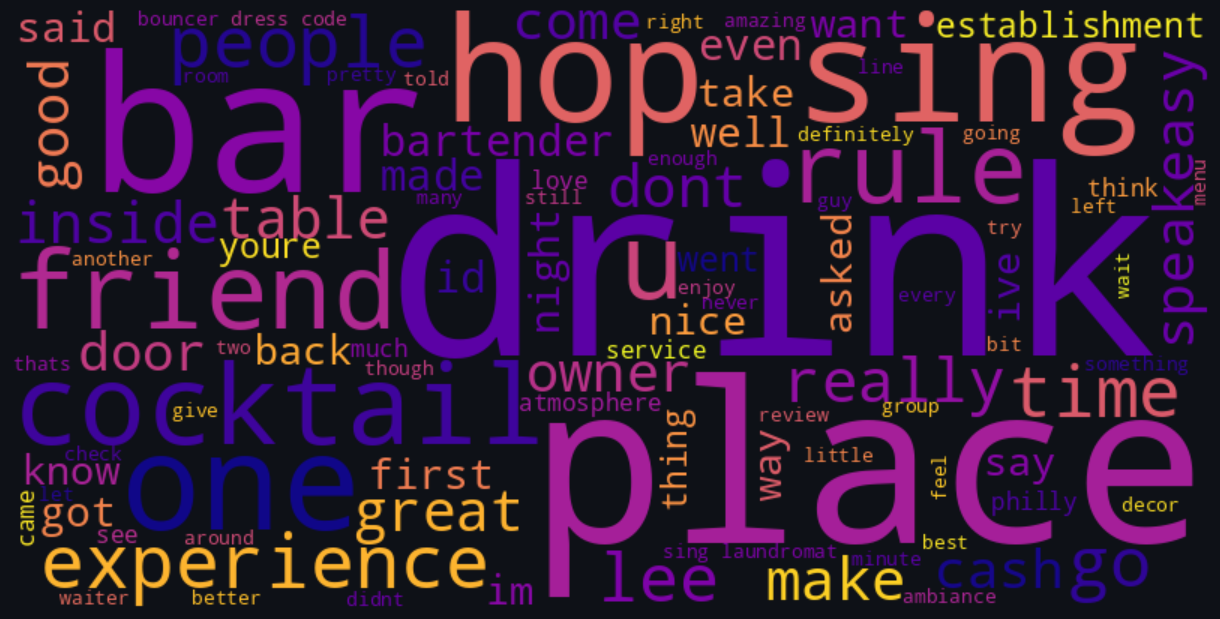 said
bouncer
dress code
people
come
right
amazing
want
establishment
good
bar
room
pretty
told
hop
sing
even
line
take
speakeasy
bartender
well
definitely
going
made
many
love
still
enough
dont
rule
guy
think
left
menu
inside
table
youre
another
friend
drink
id
night
u
went
enjoy
never
nice
asked
every
try
ive
wait
door
two
back
much
though
thats
service
bit
something
cocktail
give
owner
atmosphere
really
time
check
know
let
one
first
place
thing
review
way
group
little
say
feel
philly
decor
came
got
great
see
around
experience
sing laundromat
lee
minute
best
cash
go
waiter
better
didnt
im
make
ambiance